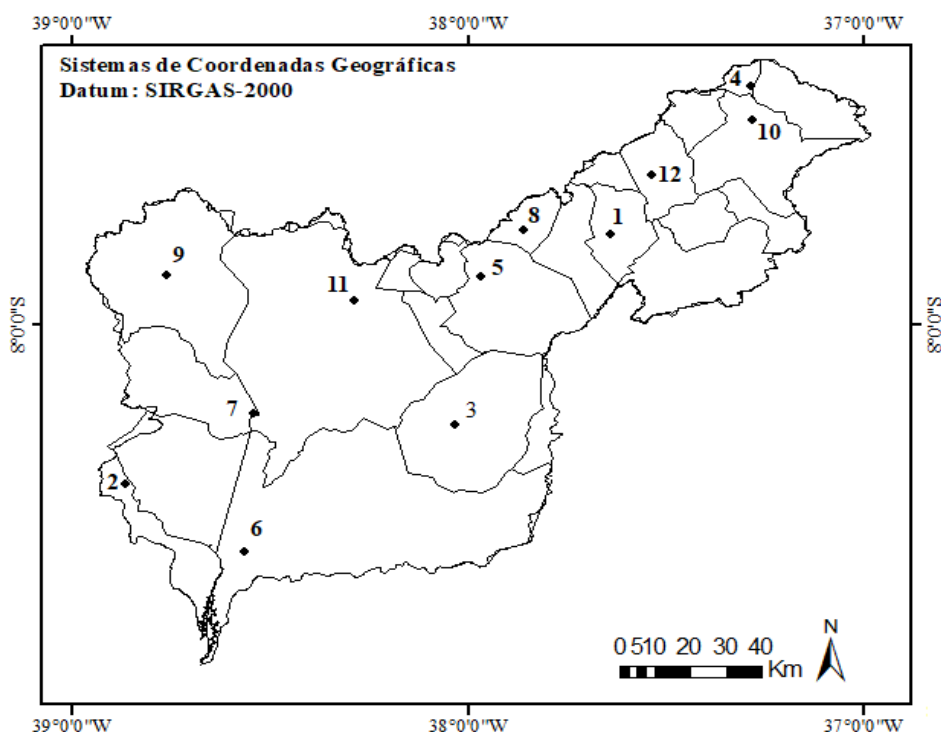 39°0'0"W 38°0'0"W 37°0'0"W
Sistemas de Coordenadas Geográficas
Datum : SIRGAS-2000
4
10
12
8
1
9
5
11
8°0'0"S 8°0'0"S
7
3
2
6
N
0 510 20 30 40
Km
39°0'0"W 38°0'0"W 37°0'0"W